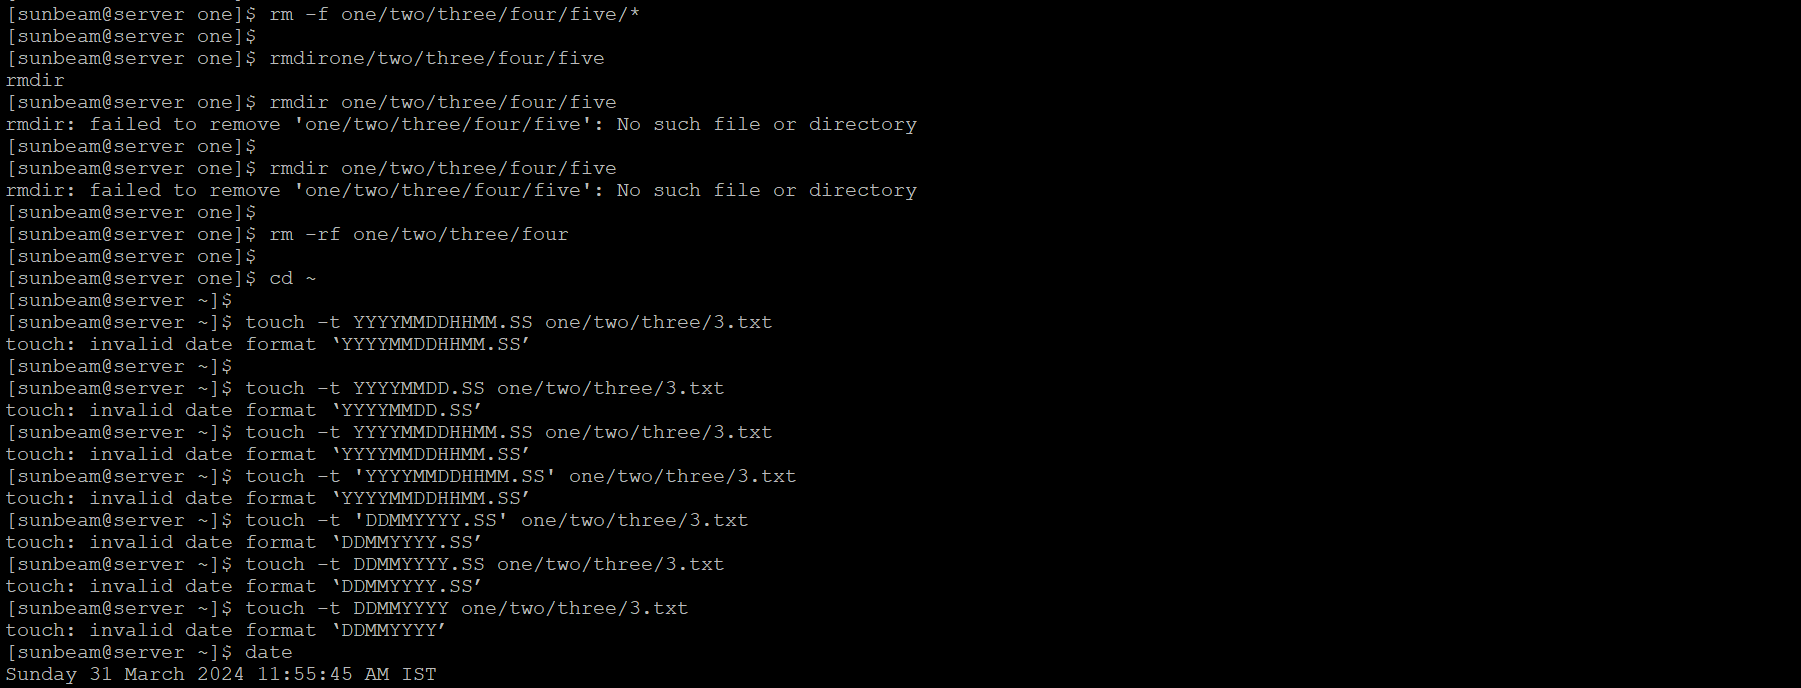 [sunbeam@server one]$ rm -f one/two/three/four/five/*
[sunbeam@server one]$
[sunbeam@server one]$ rmdirone/two/three/four/five
rmdir
[sunbeam@server one]$ rmdir one/two/three/four/five
rmdir: failed to remove 'one/two/three/four/five': No such file or directory
[sunbeam@server one]$
[sunbeam@server one]$ rmdir one/two/three/four/five
rmdir: failed to remove 'one/two/three/four/five': No such file or directory
[sunbeam@server one]$
[sunbeam@server one]$ rm -rf one/two/three/four
[sunbeam@server one]$
[sunbeam@server one]$ cd ~
[sunbeam@server ~]$
[sunbeam@server ~]$ touch -t YYYYMMDDHHMM.SS one/two/three/3.txt
touch: invalid date format ‘YYYYMMDDHHMM.SS’
[sunbeam@server ~]$
[sunbeam@server ~]$ touch -t YYYYMMDD.SS one/two/three/3.txt
touch: invalid date format ‘YYYYMMDD.SS’
[sunbeam@server ~]$ touch -t YYYYMMDDHHMM.SS one/two/three/3.txt
touch: invalid date format ‘YYYYMMDDHHMM.SS’
[sunbeam@server ~]$ touch -t 'YYYYMMDDHHMM.SS' one/two/three/3.txt
touch: invalid date format ‘YYYYMMDDHHMM.SS’
[sunbeam@server ~]$ touch -t 'DDMMYYYY.SS' one/two/three/3.txt
touch: invalid date format ‘DDMMYYYY.SS’
[sunbeam@server ~]$ touch -t DDMMYYYY.SS one/two/three/3.txt
touch: invalid date format ‘DDMMYYYY.SS’
[sunbeam@server ~]$ touch -t DDMMYYYY one/two/three/3.txt
touch: invalid date format ‘DDMMYYYY’
[sunbeam@server ~]$ date
Sunday 31 March 2024 11:55:45 AM IST